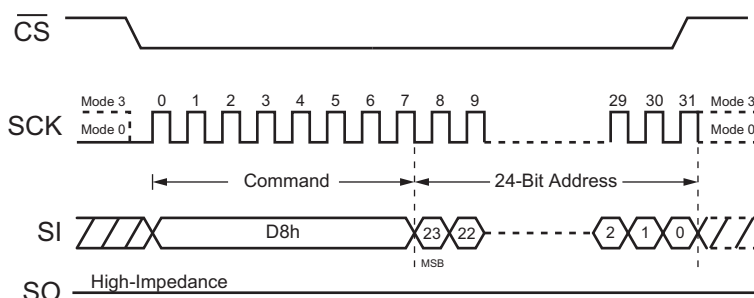 CS
Mode 3 0 1 2 3 4 5 6 7 8 9 29 30 31 Mode 3
SCK
Mode 0 Mode 0
Command 24-Bit Address
SI D8h 23 22 2 1 0
MSB
High-Impedance
SO